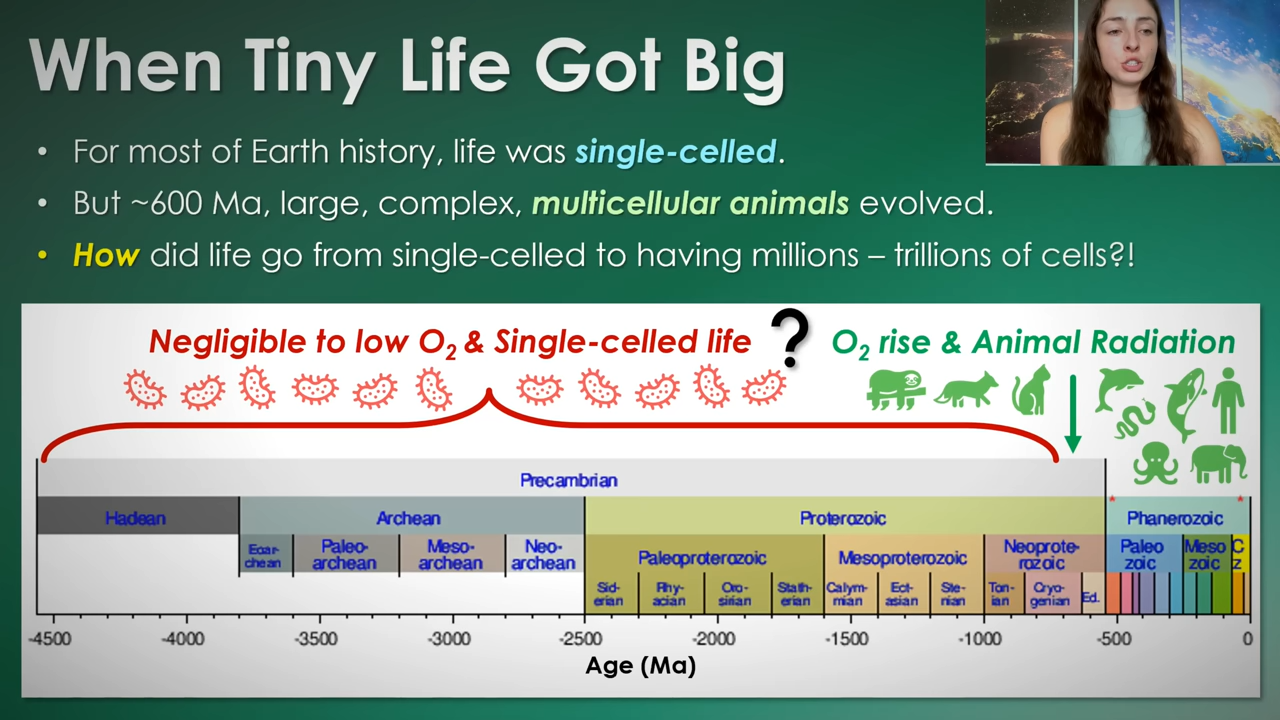 When Tiny Life Got Big
• For most of Earth history, life was single-celled.
• But ~600 Ma, large, complex, multicellular animals evolved.
• How did life go from single-celled to having millions – trillions of cells?!
Negligible to low O₂ & Single-celled life ? O₂ rise & Animal Radiation
Precambrian
Hadean Archean Proterozoic * Phanerozoic *
Eoar-
chean
Paleo-
archean
Meso-
archean
Neo-
archean
Paleoproterozoic
Mesoproterozoic
Neoprote-
rozoic
Paleo
zoic
Meso
zoic
C
z
Sid-
erian
Rhy-
acian
Oro-
sirian
Stath-
erian
Calym-
mian
Ect-
asian
Ste-
nian
Ton-
ian
Cryo-
genian
Ed.
-4500 -4000 -3500 -3000 -2500 -2000 -1500 -1000 -500 0
Age (Ma)